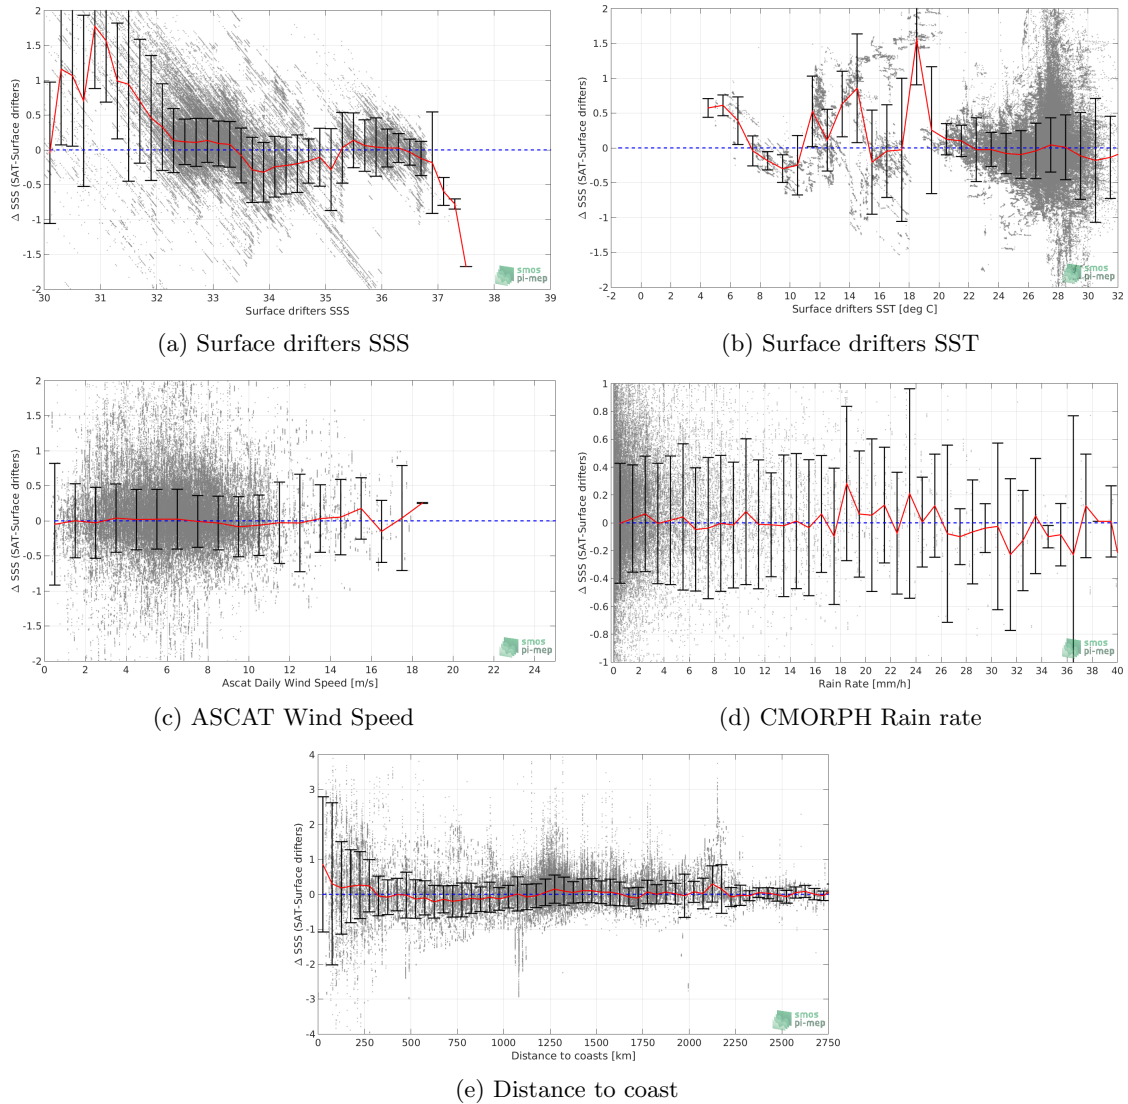 Δ SSS (SAT-Surface drifters)
2
1.5
1
0.5
0
-0.5
-1
-1.5
-2
30 31 32 33 34 35 36 37 38 39
Surface drifters SSS
smos
pi-mep
(a) Surface drifters SSS
Δ SSS (SAT-Surface drifters)
2
1.5
1
0.5
0
-0.5
-1
-1.5
-2
-2 0 2 4 6 8 10 12 14 16 18 20 22 24 26 28 30 32
Surface drifters SST [deg C]
smos
pi-mep
(b) Surface drifters SST
Δ SSS (SAT-Surface drifters)
2
1.5
1
0.5
0
-0.5
-1
-1.5
-2
0 2 4 6 8 10 12 14 16 18 20 22 24
Ascat Daily Wind Speed [m/s]
smos
pi-mep
(c) ASCAT Wind Speed
Δ SSS (SAT-Surface drifters)
1
0.8
0.6
0.4
0.2
0
-0.2
-0.4
-0.6
-0.8
-1
0 2 4 6 8 10 12 14 16 18 20 22 24 26 28 30 32 34 36 38 40
Rain Rate [mm/h]
smos
pi-mep
(d) CMORPH Rain rate
Δ SSS (SAT-Surface drifters)
4
3
2
1
0
-1
-2
-3
-4
0 250 500 750 1000 1250 1500 1750 2000 2250 2500 2750
Distance to coasts [km]
smos
pi-mep
(e) Distance to coast